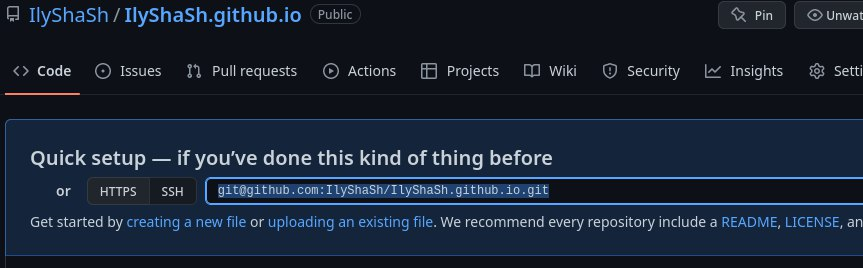 IlyShaSh / IlyShaSh.github.io Public Pin Unwat
Code Issues Pull requests Actions Projects Wiki Security Insights Setti
Quick setup — if you’ve done this kind of thing before
or HTTPS SSH git@github.com:IlyShaSh/IlyShaSh.github.io.git
Get started by creating a new file or uploading an existing file. We recommend every repository include a README, LICENSE, an